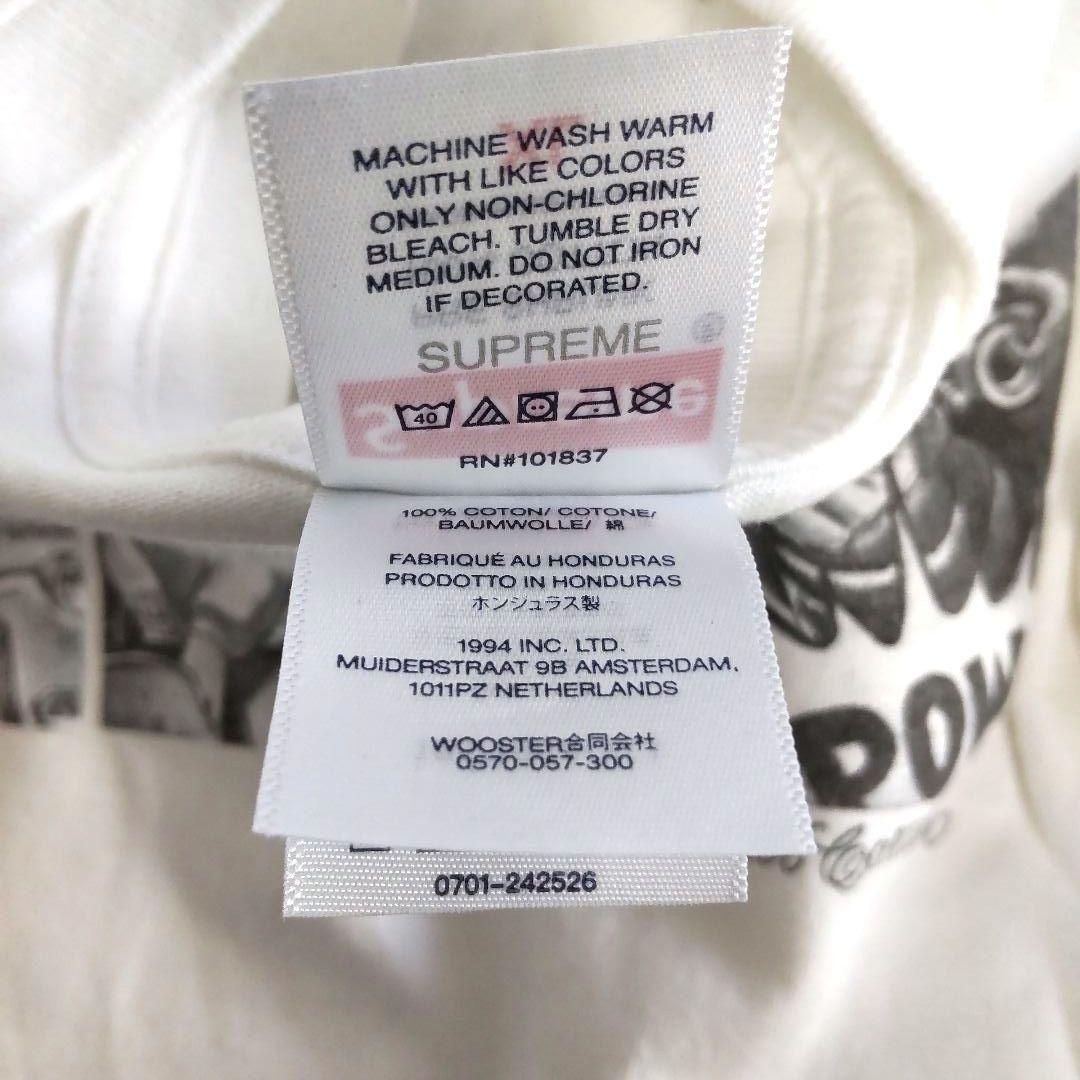 MACHINE WASH WARM
WITH LIKE COLORS
ONLY NON-CHLORINE
BLEACH. TUMBLE DRY
MEDIUM. DO NOT IRON
IF DECORATED.
SUPREME
40
RN#101837
100% COTON/ COTONE/
BAUMWOLLE/ 綿
FABRIQUÉ AU HONDURAS
PRODOTTO IN HONDURAS
ホンジュラス製
1994 INC. LTD.
MUIDERSTRAAT 9B AMSTERDAM,
1011PZ NETHERLANDS
WOOSTER合同会社
0570-057-300
0701-242526